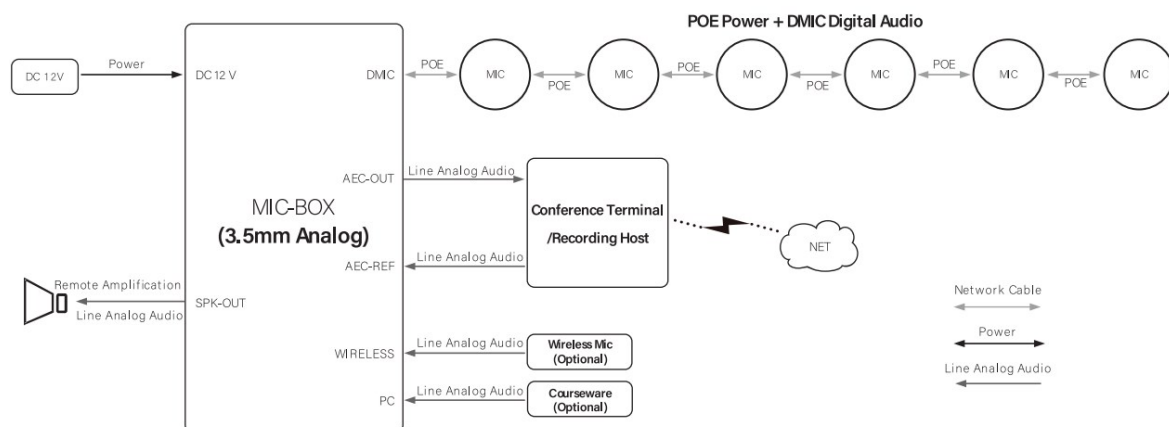 POE Power + DMIC Digital Audio
DC 12V
Power
DC 12 V
DMIC
POE
MIC
POE
MIC
POE
MIC
POE
MIC
POE
MIC
POE
MIC
AEC-OUT
Line Analog Audio
MIC-BOX
(3.5mm Analog)
Conference Terminal
/Recording Host
NET
AEC-REF
Line Analog Audio
Remote Amplification
Line Analog Audio
SPK-OUT
WIRELESS
Line Analog Audio
Wireless Mic
(Optional)
PC
Line Analog Audio
Courseware
(Optional)
Network Cable
Power
Line Analog Audio